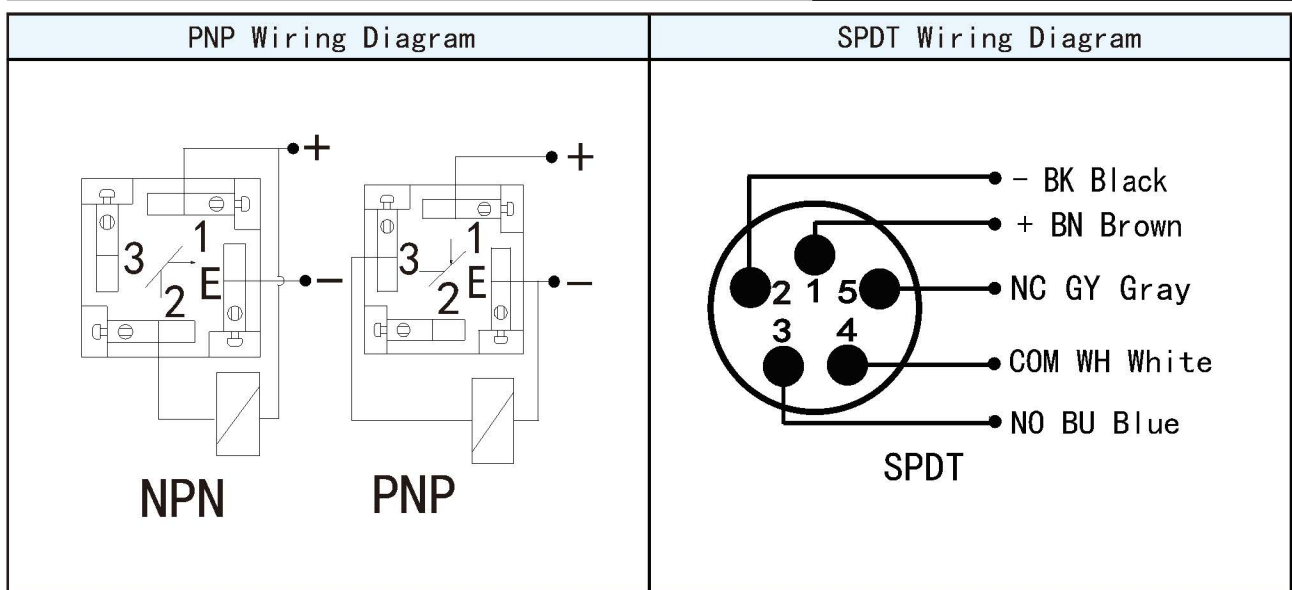 PNP Wiring Diagram
SPDT Wiring Diagram
+
-
3
1
E
2
NPN
+
-
3
1
E
2
PNP
- BK Black
+ BN Brown
NC GY Gray
COM WH White
NO BU Blue
2 1 5
3 4
SPDT